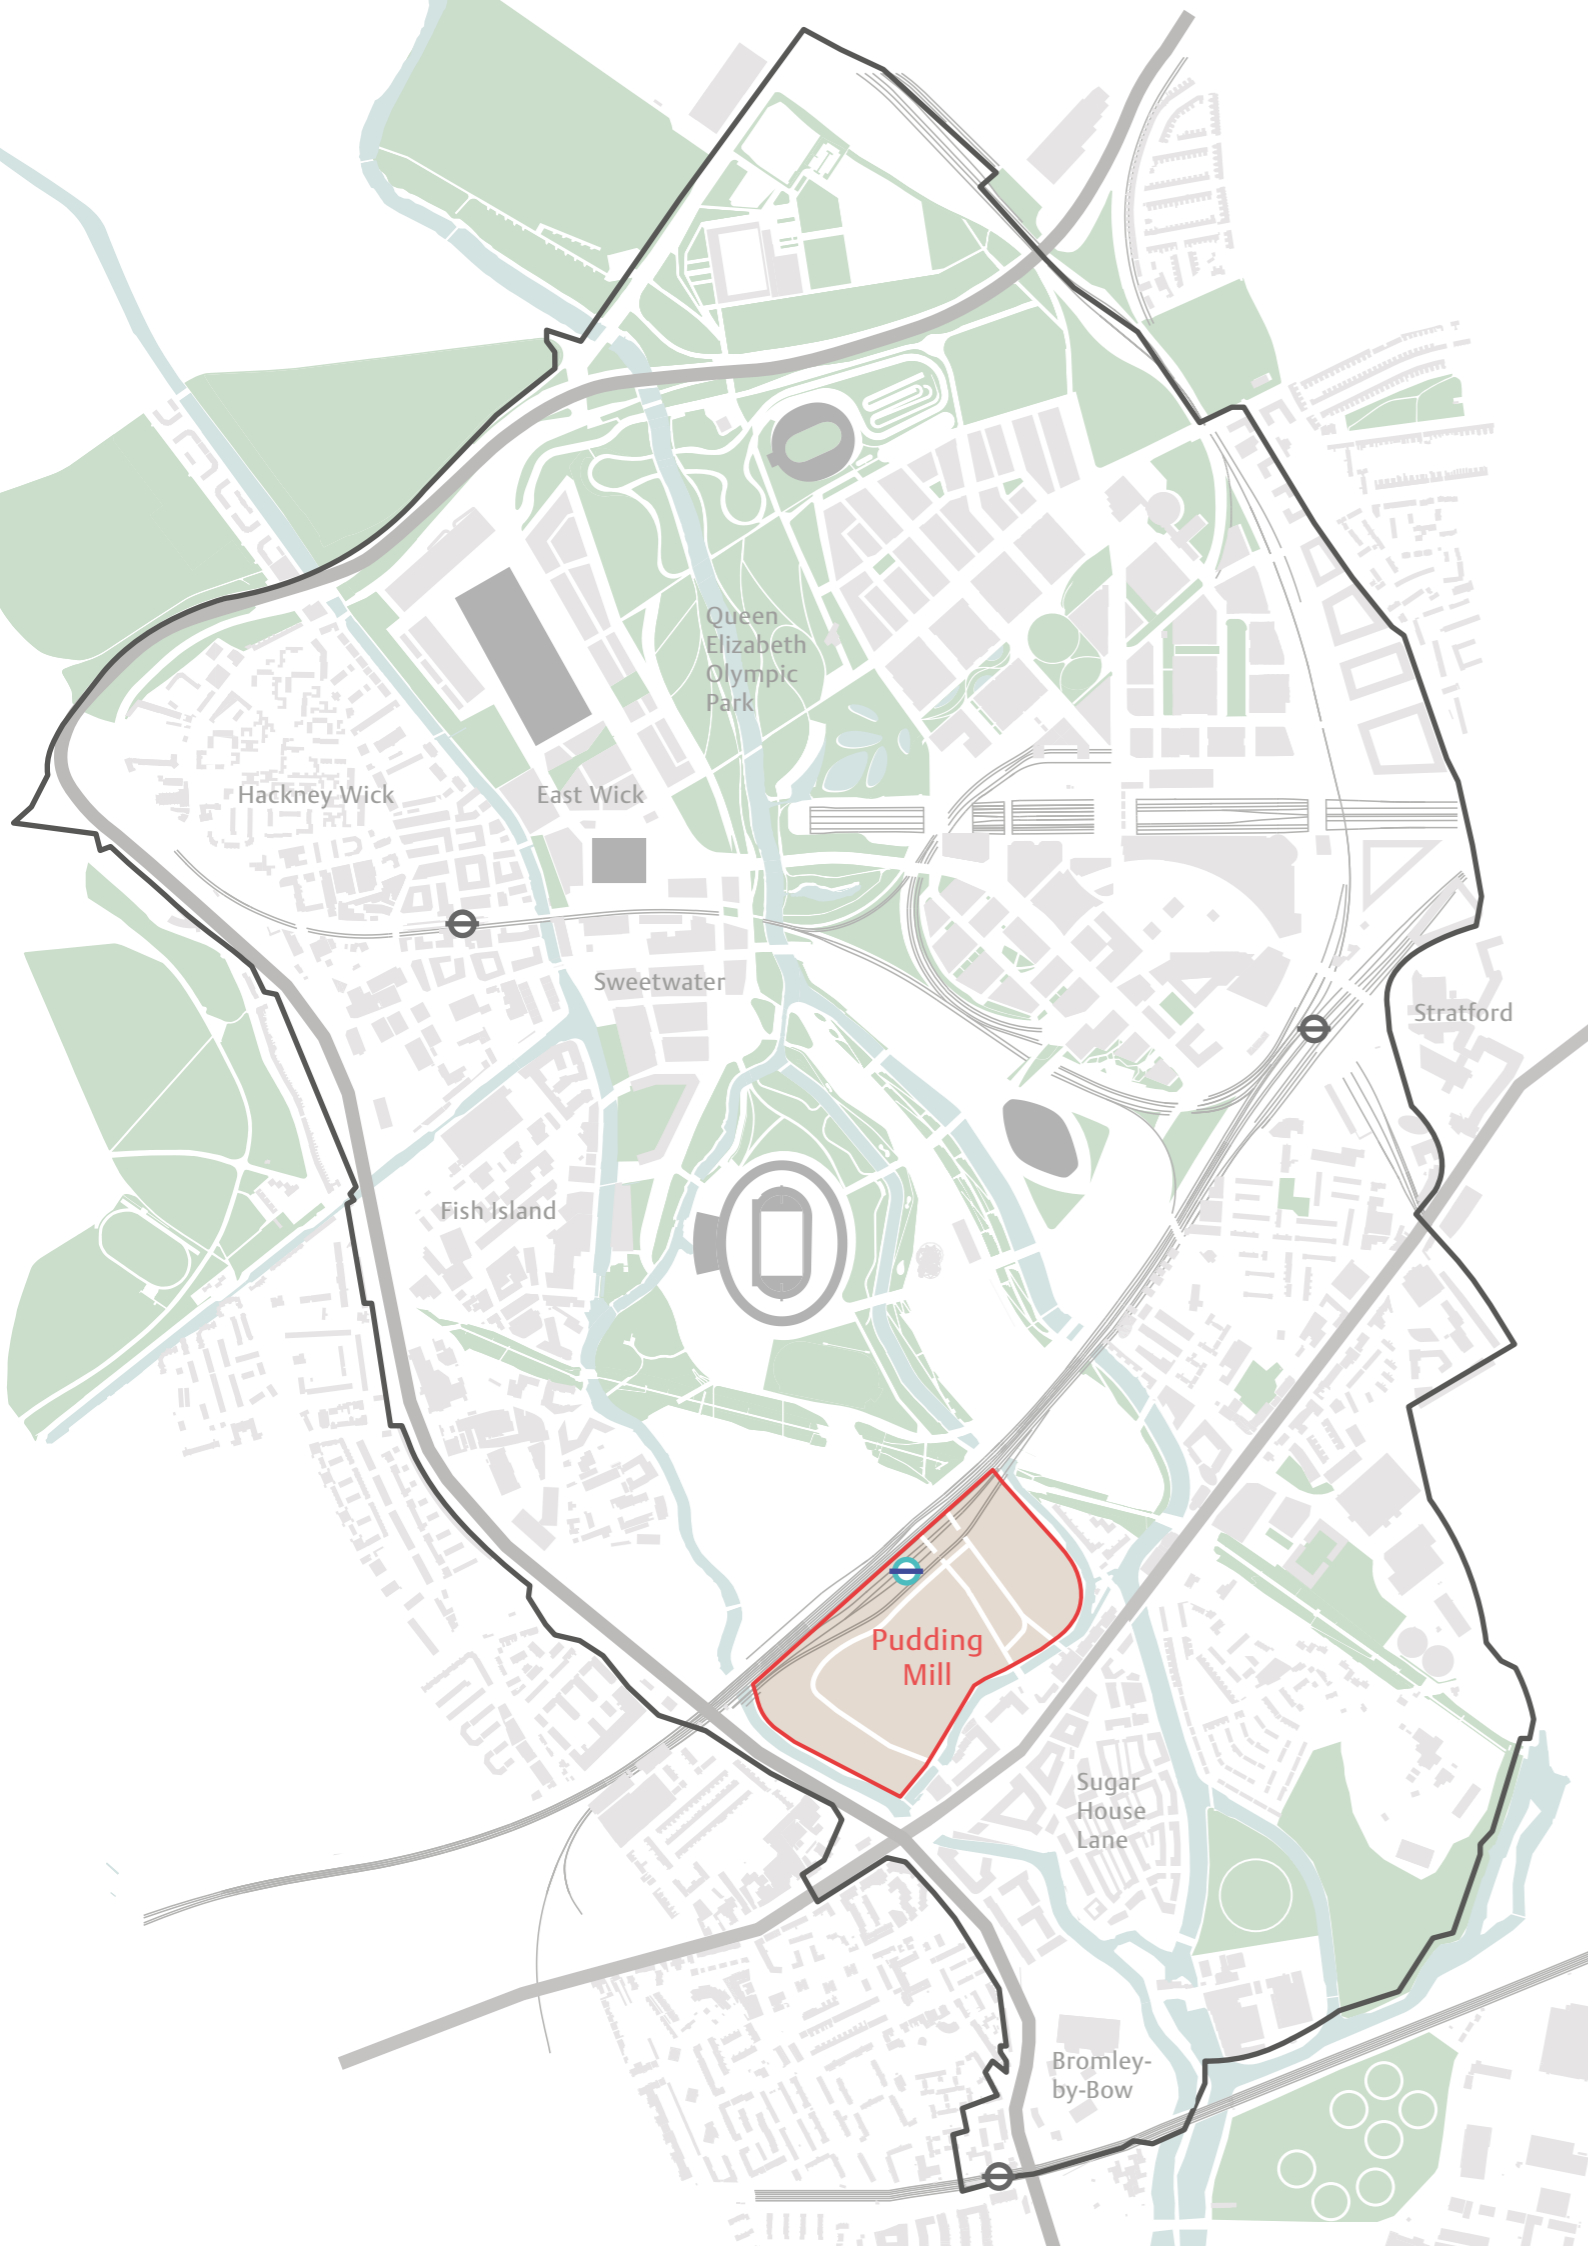 Queen
Elizabeth
Olympic
Park
Hackney Wick
East Wick
Sweetwater
Stratford
Fish Island
Pudding
Mill
Sugar
House
Lane
Bromley-
by-Bow